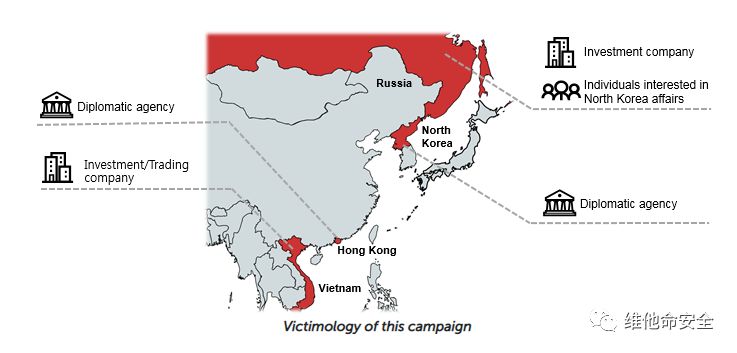 Investment company
Individuals interested in
North Korea affairs
Russia
Diplomatic agency
North
Korea
Investment/Trading
company
Diplomatic agency
Hong Kong
Vietnam
Victimology of this campaign
维他命安全